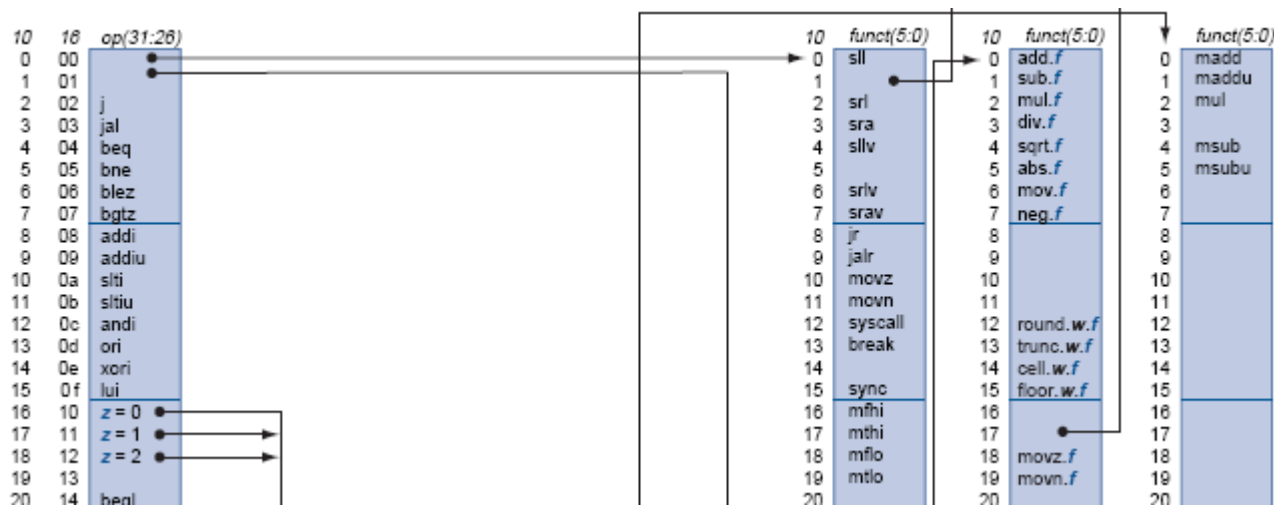 10 16 op(31:26) 10 funct(5:0) 10 funct(5:0) funct(5:0)
0 00 0 sll 0 add.f 0 madd
1 01 1 1 sub.f 1 maddu
2 02 j 2 srl 2 mul.f 2 mul
3 03 jal 3 sra 3 div.f 3
4 04 beq 4 sllv 4 sqrt.f 4 msub
5 05 bne 5 5 abs.f 5 msubu
6 06 blez 6 srlv 6 mov.f 6
7 07 bgtz 7 srav 7 neg.f 7
8 08 addi 8 jr 8 8
9 09 addiu 9 jalr 9 9
10 0a slti 10 movz 10 10
11 0b sltiu 11 movn 11 11
12 0c andi 12 syscall 12 round.w.f 12
13 0d ori 13 break 13 trunc.w.f 13
14 0e xori 14 14 cell.w.f 14
15 0f lui 15 sync 15 floor.w.f 15
16 10 z = 0 16 mfhi 16 16
17 11 z = 1 17 mthi 17 17
18 12 z = 2 18 mflo 18 movz.f 18
19 13 19 mtlo 19 movn.f 19
20 14 beql 20 20 20